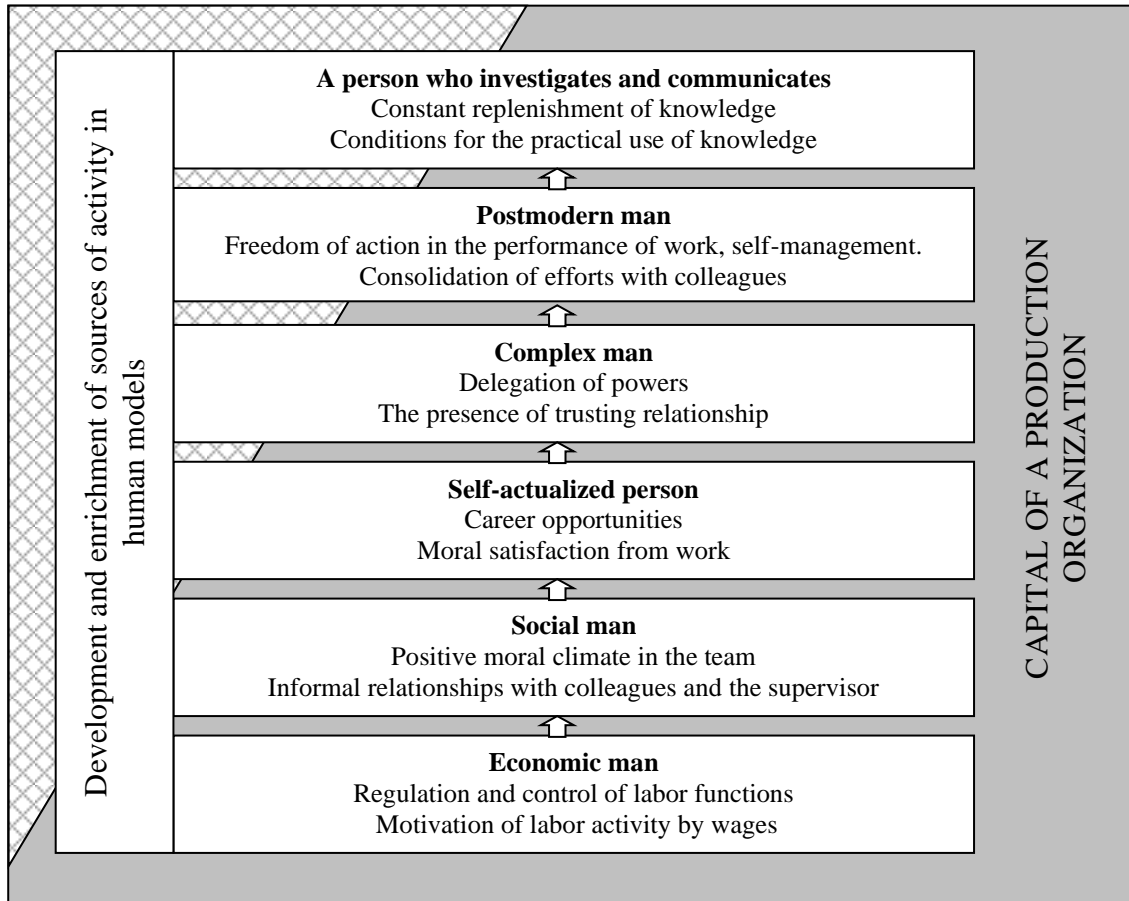 Development and enrichment of sources of activity in
human models
A person who investigates and communicates
Constant replenishment of knowledge
Conditions for the practical use of knowledge
Postmodern man
Freedom of action in the performance of work, self-management.
Consolidation of efforts with colleagues
Complex man
Delegation of powers
The presence of trusting relationship
Self-actualized person
Career opportunities
Moral satisfaction from work
Social man
Positive moral climate in the team
Informal relationships with colleagues and the supervisor
Economic man
Regulation and control of labor functions
Motivation of labor activity by wages
CAPITAL OF A PRODUCTION
ORGANIZATION